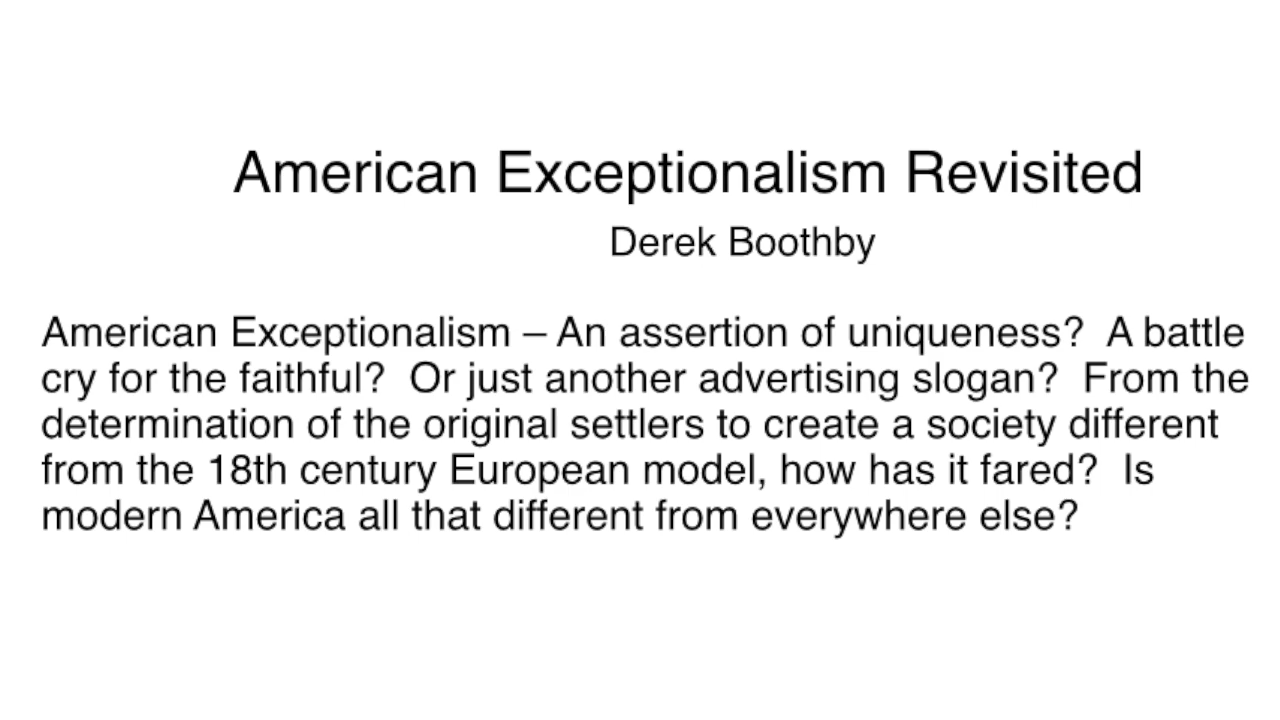 American Exceptionalism Revisited
Derek Boothby
American Exceptionalism – An assertion of uniqueness?  A battle
cry for the faithful?  Or just another advertising slogan?  From the
determination of the original settlers to create a society different
from the 18th century European model, how has it fared?  Is
modern America all that different from everywhere else?